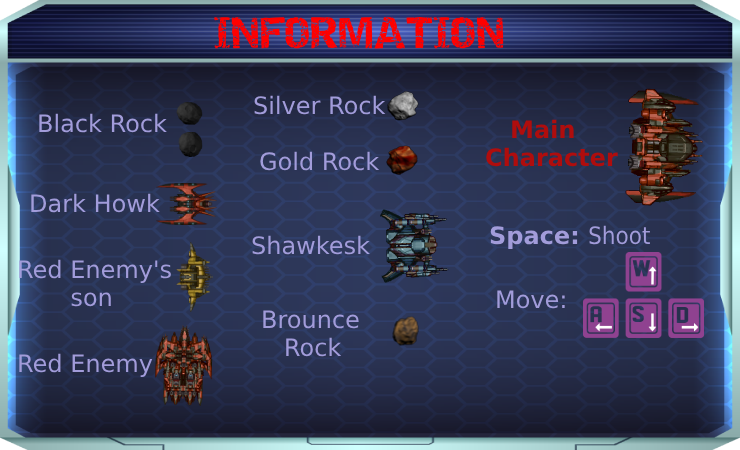 INFORMATION
Black Rock
Dark Howk
Red Enemy's
son
Red Enemy
Silver Rock
Gold Rock
Shawkesk
Brounce
Rock
Main
Character
Space: Shoot
Move:
W
A S D